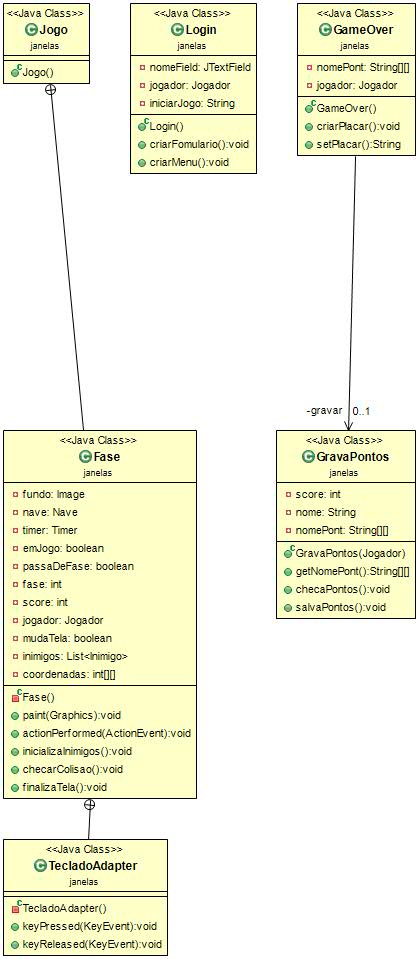 <<Java Class>>
Jogo
janelas
Jogo()
<<Java Class>>
Login
janelas
nomeField: JTextField
jogador: Jogador
iniciarJogo: String
Login()
criarFomulario():void
criarMenu():void
<<Java Class>>
GameOver
janelas
nomePont: String[][]
jogador: Jogador
GameOver()
criarPlacar():void
setPlacar():String
-gravar 0..1
<<Java Class>>
Fase
janelas
fundo: Image
nave: Nave
timer: Timer
emJogo: boolean
passaDeFase: boolean
fase: int
score: int
jogador: Jogador
mudaTela: boolean
inimigos: List<Inimigo>
coordenadas: int[][]
Fase()
paint(Graphics):void
actionPerformed(ActionEvent):void
inicializaInimigos():void
checarColisao():void
finalizaTela():void
<<Java Class>>
GravaPontos
janelas
score: int
nome: String
nomePont: String[][]
GravaPontos(Jogador)
getNomePont():String[][]
checaPontos():void
salvaPontos():void
<<Java Class>>
TecladoAdapter
janelas
TecladoAdapter()
keyPressed(KeyEvent):void
keyReleased(KeyEvent):void